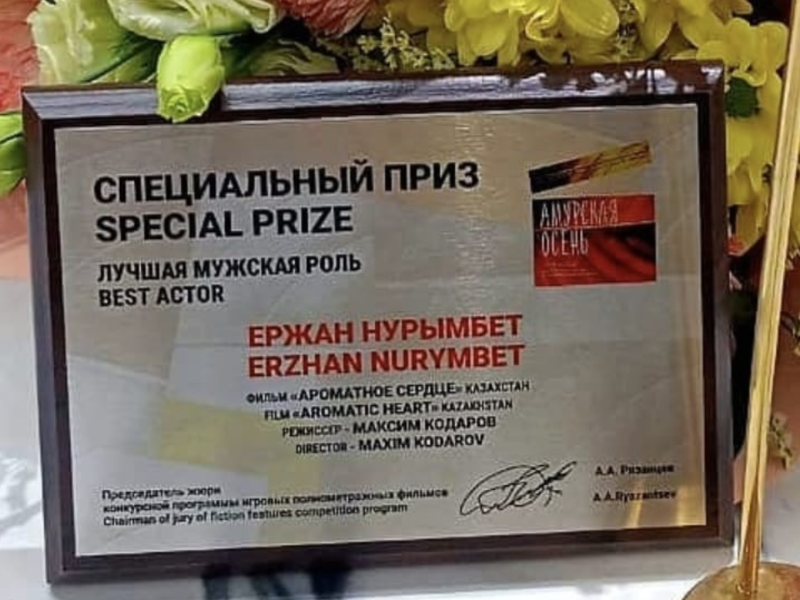 СПЕЦИАЛЬНЫЙ ПРИЗ
SPECIAL PRIZE
ЛУЧШАЯ МУЖСКАЯ РОЛЬ
BEST ACTOR
АМУРСКАЯ
ОСЕНЬ
ЕРЖАН НУРЫМБЕТ
ERZHAN NURYMBET
ФИЛЬМ «АРОМАТНОЕ СЕРДЦЕ» КАЗАХСТАН
FILM «AROMATIC HEART» KAZAKHSTAN
РЕЖИССЕР - МАКСИМ КОДАРОВ
DIRECTOR - MAXIM KODAROV
Председатель жюри
конкурсной программы игровых полнометражных фильмов
Chairman of jury of fiction features competition program
А.А. Рязанцев
A.A.Ryazantsev